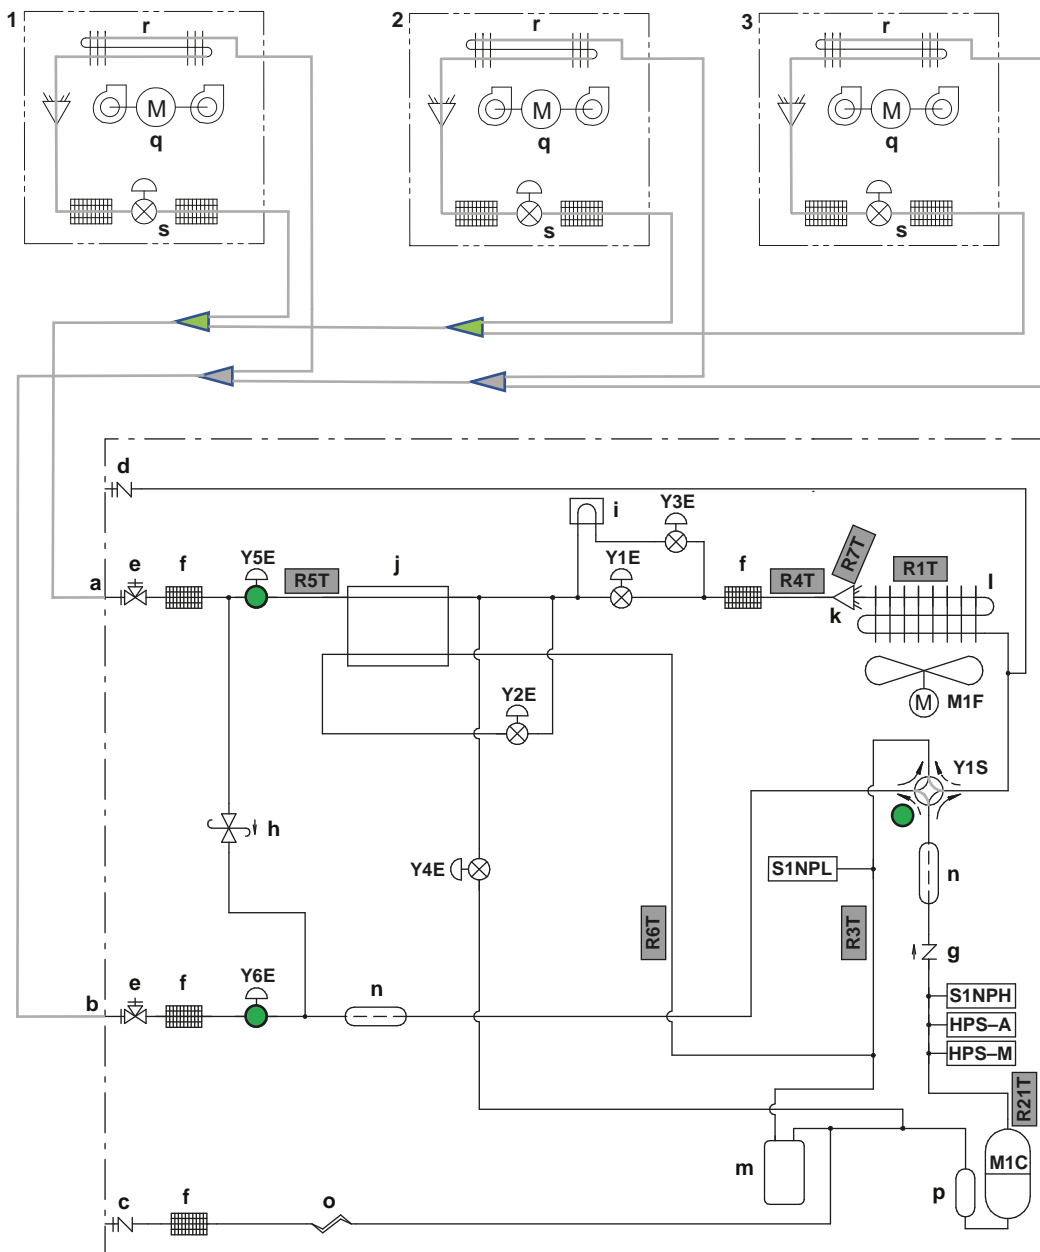 1 r 2 r 3 r
M M M
q q q
s s s
d
Y3E
i
R7T
e f Y5E j Y1E f R1T
R5T R4T l
a k
M M1F
Y2E
Y1S
h
Y4E S1NPL n
R6T R3T
g
e f Y6E n S1NPH
b HPS–A
HPS–M
R21T
m M1C
c f o p